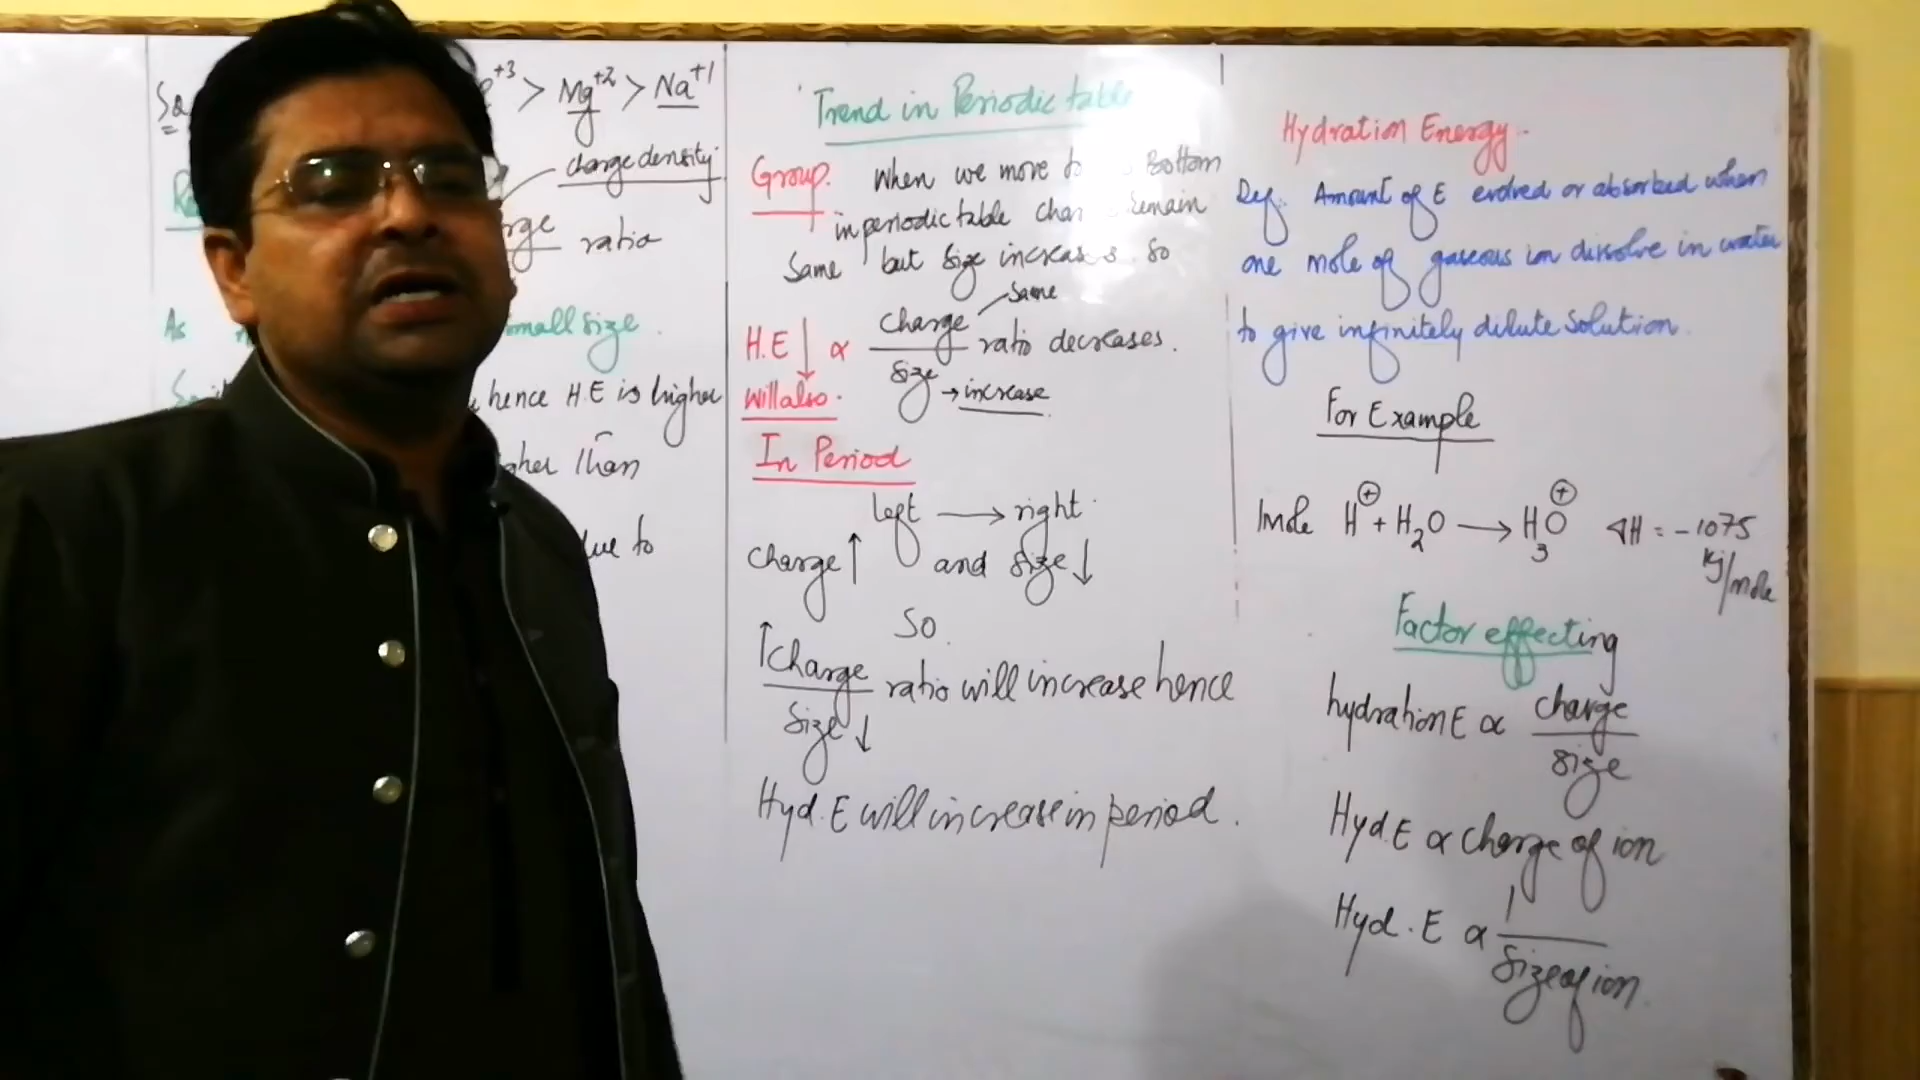 +3 > Mg+2 > Na+1
charge density
ratio
As small size.
hence H.E is higher
than
due to
Trend in Periodic table
Group. When we move to Bottom
in periodic table remain
Same but size increases. So
Same
H.E ↓ ∝ charge/size ratio decreases.
→ increase
will also.
In Period
left → right.
charge ↑ and size ↓
So
↑ charge/size ↓ ratio will increase hence
Hyd. E will increase in period.
Hydration Energy.
Def. Amount of E evolved or absorbed when
one mole of gaseous ion dissolve in water
to give infinitely dilute solution.
For Example
1mole H⊕ + H2O → H3O⊕ ΔH = -1075
Kj/mole
Factor effecting
hydration E ∝ charge/size
Hyd.E ∝ charge of ion
Hyd.E ∝ 1/size of ion.